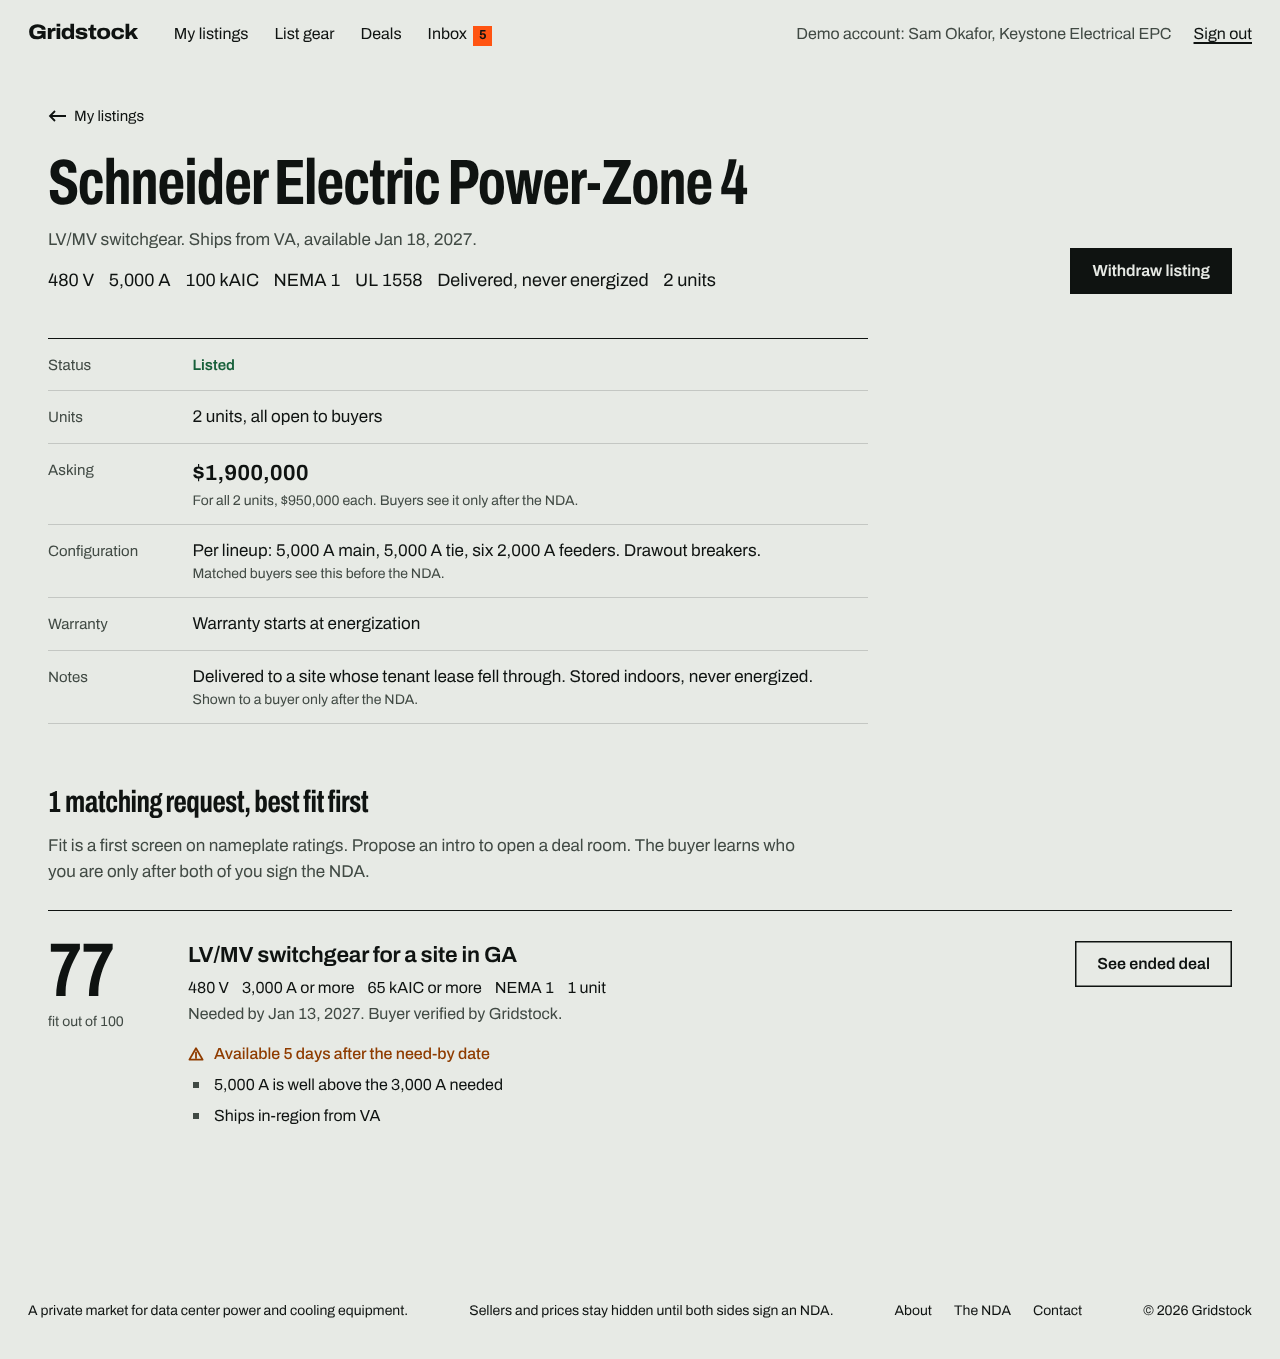 Gridstock
My listings
List gear
Deals
Inbox 5
Demo account: Sam Okafor, Keystone Electrical EPC
Sign out
My listings
Schneider Electric Power-Zone 4
LV/MV switchgear. Ships from VA, available Jan 18, 2027.
480 V 5,000 A 100 kAIC NEMA 1 UL 1558 Delivered, never energized 2 units
Withdraw listing
Status
Listed
Units
2 units, all open to buyers
Asking
$1,900,000
For all 2 units, $950,000 each. Buyers see it only after the NDA.
Configuration
Per lineup: 5,000 A main, 5,000 A tie, six 2,000 A feeders. Drawout breakers.
Matched buyers see this before the NDA.
Warranty
Warranty starts at energization
Notes
Delivered to a site whose tenant lease fell through. Stored indoors, never energized.
Shown to a buyer only after the NDA.
1 matching request, best fit first
Fit is a first screen on nameplate ratings. Propose an intro to open a deal room. The buyer learns who
you are only after both of you sign the NDA.
77
fit out of 100
LV/MV switchgear for a site in GA
480 V 3,000 A or more 65 kAIC or more NEMA 1 1 unit
Needed by Jan 13, 2027. Buyer verified by Gridstock.
Available 5 days after the need-by date
5,000 A is well above the 3,000 A needed
Ships in-region from VA
See ended deal
A private market for data center power and cooling equipment.
Sellers and prices stay hidden until both sides sign an NDA.
About
The NDA
Contact
© 2026 Gridstock